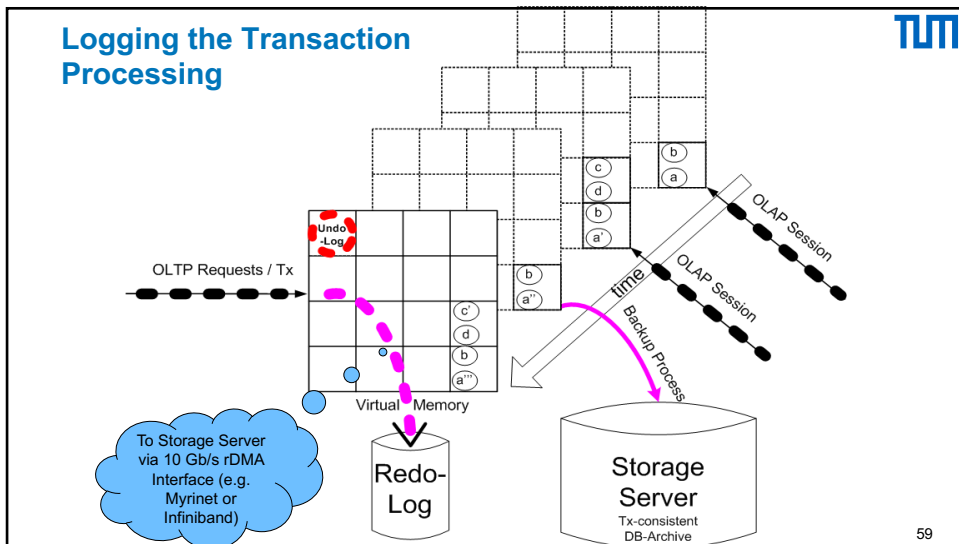 Logging the Transaction
Processing
TUM
b
a
c
d
b
a'
OLAP Session
Undo
-Log
OLTP Requests / Tx
b
a''
time
OLAP Session
c'
d
b
a'''
Backup Process
Virtual Memory
To Storage Server
via 10 Gb/s rDMA
Interface (e.g.
Myrinet or
Infiniband)
Redo-
Log
Storage
Server
Tx-consistent
DB-Archive
59